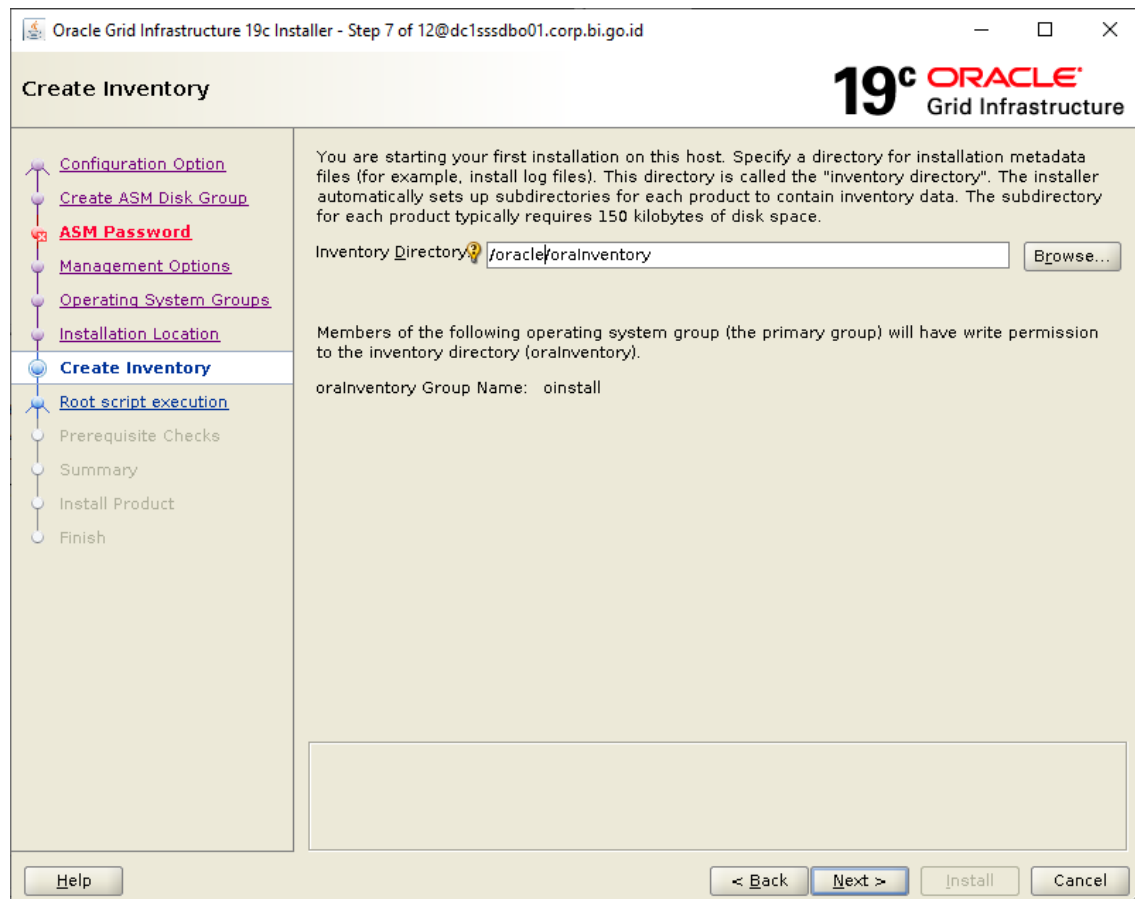 Oracle Grid Infrastructure 19c Installer - Step 7 of 12@dc1sssdbo01.corp.bi.go.id
Create Inventory
19c ORACLE
Grid Infrastructure
Configuration Option
Create ASM Disk Group
ASM Password
Management Options
Operating System Groups
Installation Location
Create Inventory
Root script execution
Prerequisite Checks
Summary
Install Product
Finish
You are starting your first installation on this host. Specify a directory for installation metadata
files (for example, install log files). This directory is called the "inventory directory". The installer
automatically sets up subdirectories for each product to contain inventory data. The subdirectory
for each product typically requires 150 kilobytes of disk space.
Inventory Directory: /oracle/oraInventory Browse...
Members of the following operating system group (the primary group) will have write permission
to the inventory directory (oraInventory).
oraInventory Group Name: oinstall
Help < Back Next > Install Cancel